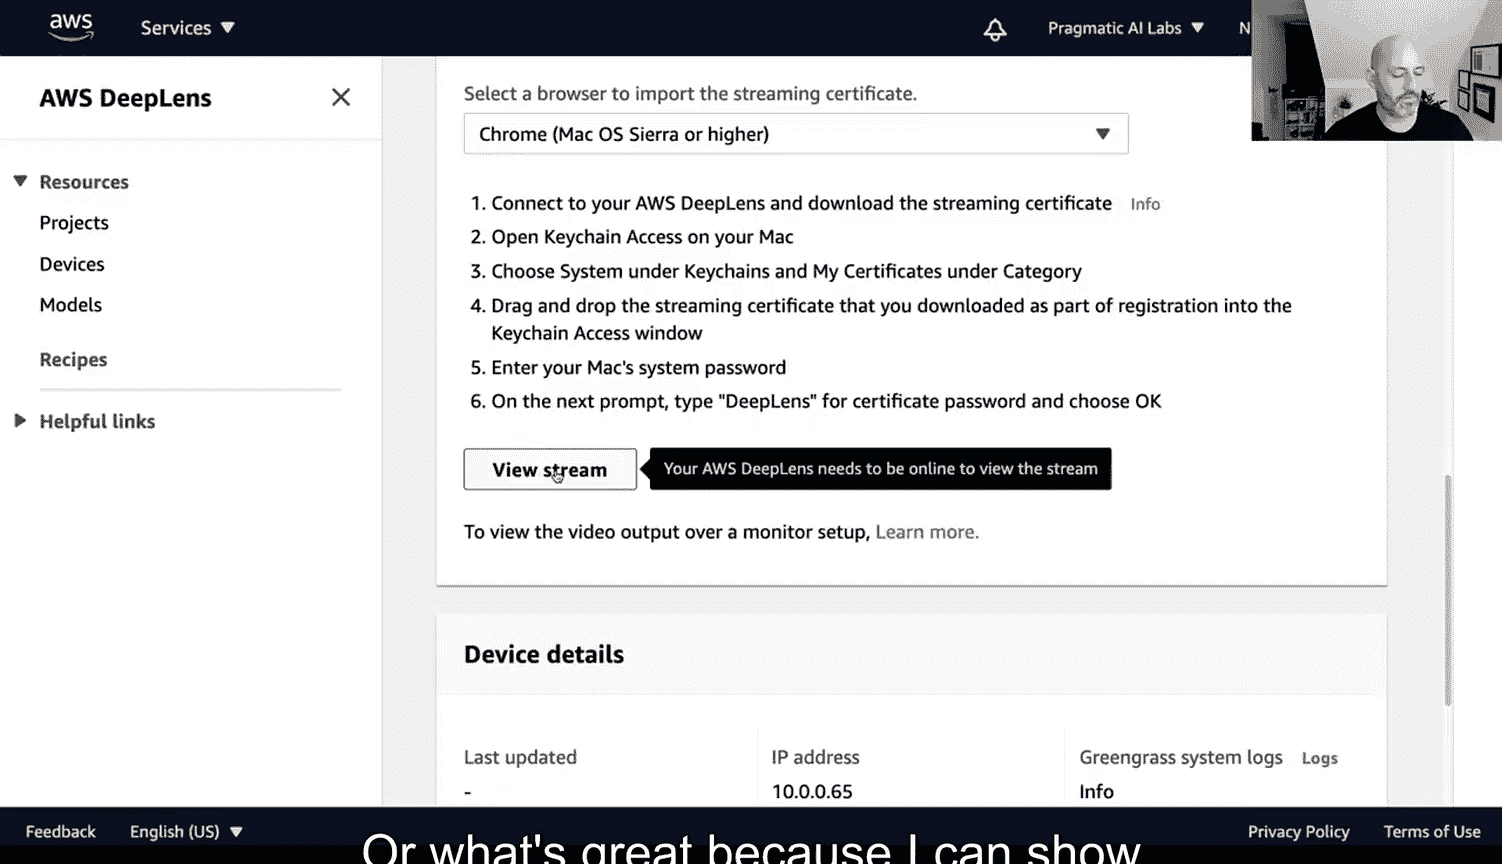 aws
Services
Pragmatic AI Labs
N
AWS DeepLens
Resources
Projects
Devices
Models
Recipes
Helpful links
Select a browser to import the streaming certificate.
Chrome (Mac OS Sierra or higher)
1. Connect to your AWS DeepLens and download the streaming certificate Info
2. Open Keychain Access on your Mac
3. Choose System under Keychains and My Certificates under Category
4. Drag and drop the streaming certificate that you downloaded as part of registration into the
Keychain Access window
5. Enter your Mac's system password
6. On the next prompt, type "DeepLens" for certificate password and choose OK
View stream
Your AWS DeepLens needs to be online to view the stream
To view the video output over a monitor setup, Learn more.
Device details
Last updated
-
IP address
10.0.0.65
Greengrass system logs Logs
Info
Feedback
English (US)
Privacy Policy
Terms of Use
Or what's great because I can show